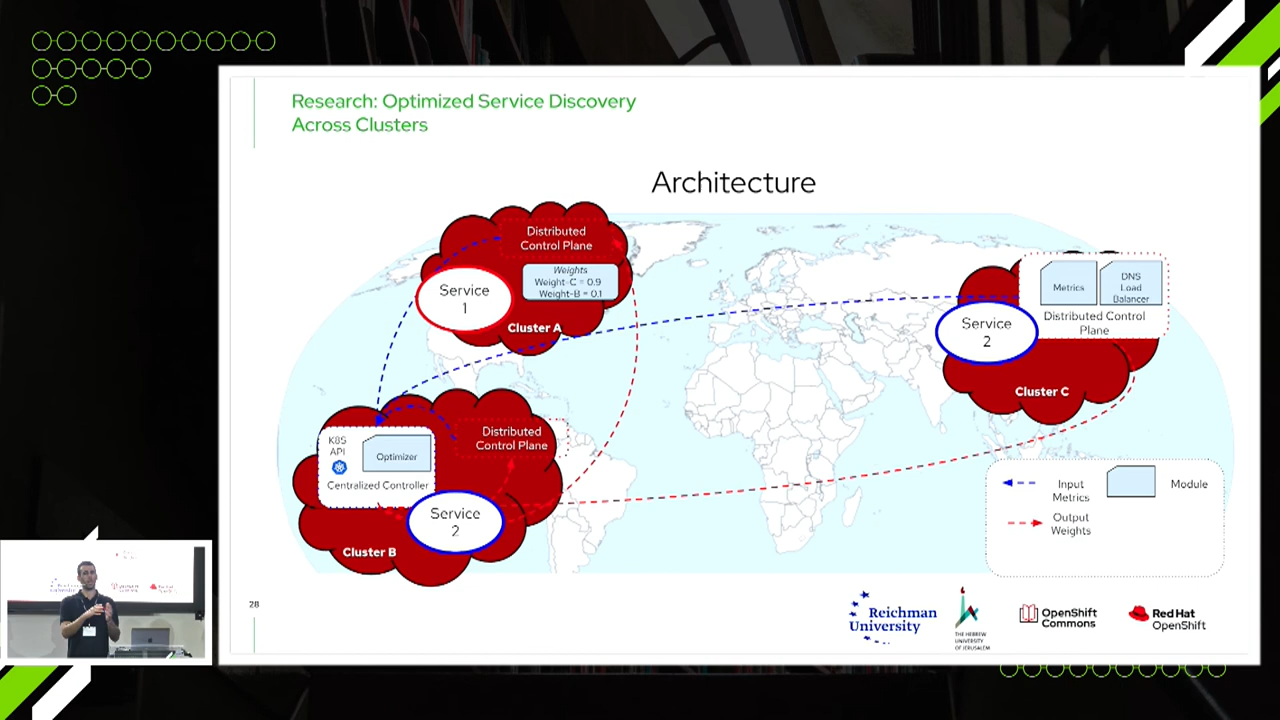 Research: Optimized Service Discovery
Across Clusters
Architecture
Distributed
Control Plane
Weights
Weight-C = 0.9
Weight-B = 0.1
Service
1
Cluster A
Metrics
DNS
Load
Balancer
Distributed Control
Plane
Service
2
Cluster C
K8S
API
Optimizer
Centralized Controller
Distributed
Control Plane
Service
2
Cluster B
Input
Metrics
Module
Output
Weights
28
Reichman
University
THE HEBREW
UNIVERSITY
OF JERUSALEM
OpenShift
Commons
Red Hat
OpenShift